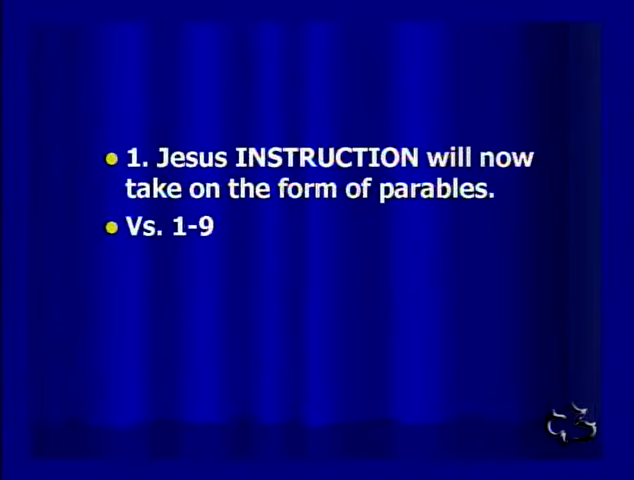 1. Jesus INSTRUCTION will now
take on the form of parables.
Vs. 1-9